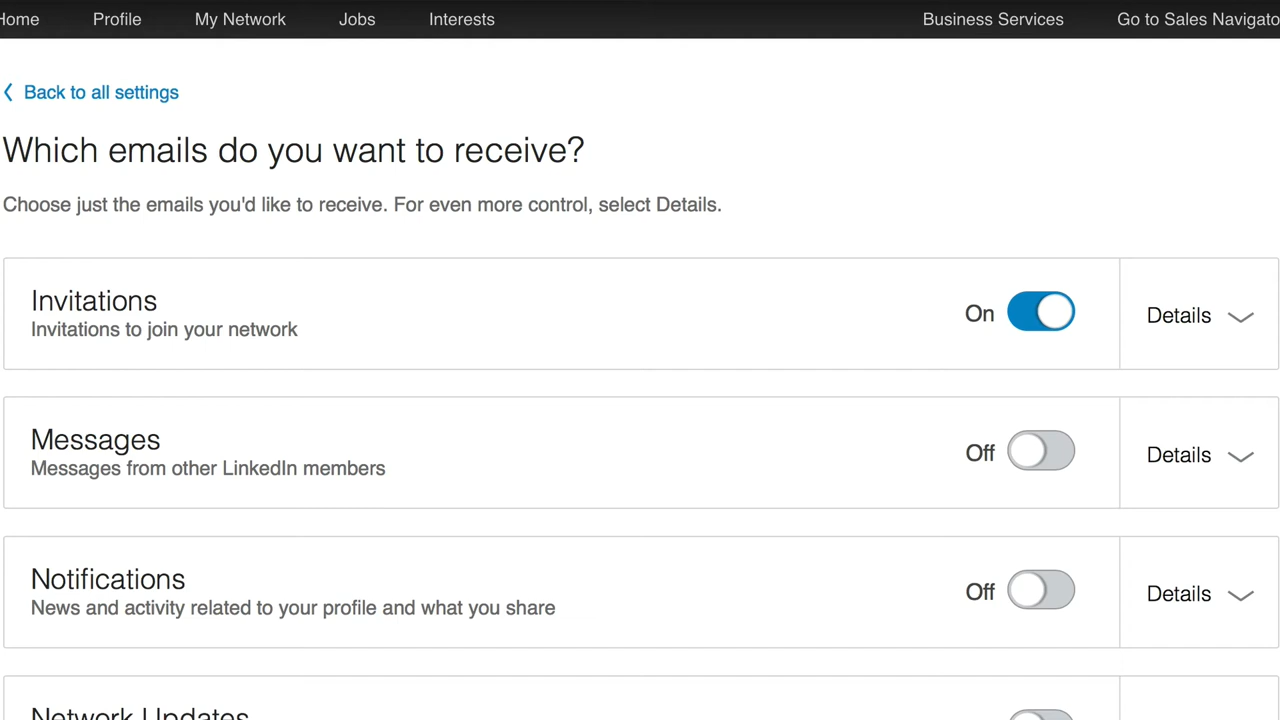 Home Profile My Network Jobs Interests Business Services Go to Sales Navigato
Back to all settings
Which emails do you want to receive?
Choose just the emails you'd like to receive. For even more control, select Details.
Invitations
Invitations to join your network
On
Details
Messages
Messages from other LinkedIn members
Off
Details
Notifications
News and activity related to your profile and what you share
Off
Details
Network Updates